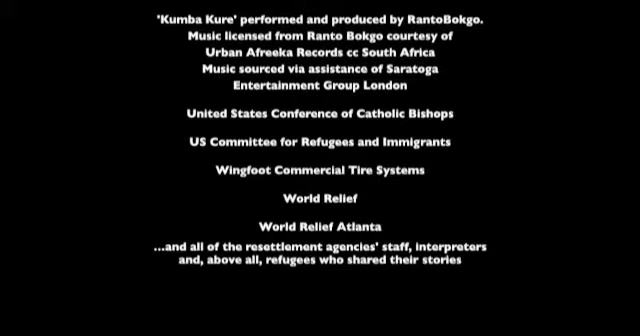 'Kumba Kure' performed and produced by RantoBokgo.
Music licensed from Ranto Bokgo courtesy of
Urban Afreeka Records cc South Africa
Music sourced via assistance of Saratoga
Entertainment Group London
United States Conference of Catholic Bishops
US Committee for Refugees and Immigrants
Wingfoot Commercial Tire Systems
World Relief
World Relief Atlanta
...and all of the resettlement agencies' staff, interpreters
and, above all, refugees who shared their stories